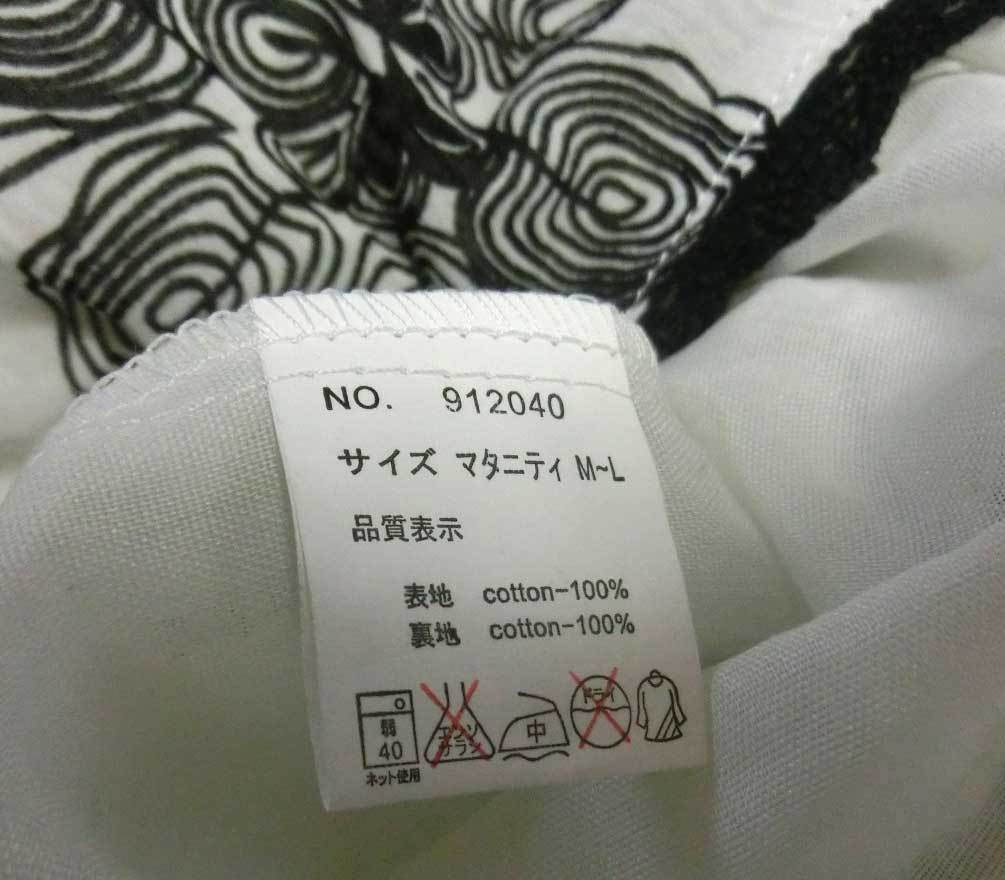 NO. 912040
サイズ マタニティ M~L
品質表示
表地 cotton-100%
裏地 cotton-100%
弱
40
ネット使用
エンソ
サラシ
中
ドライ